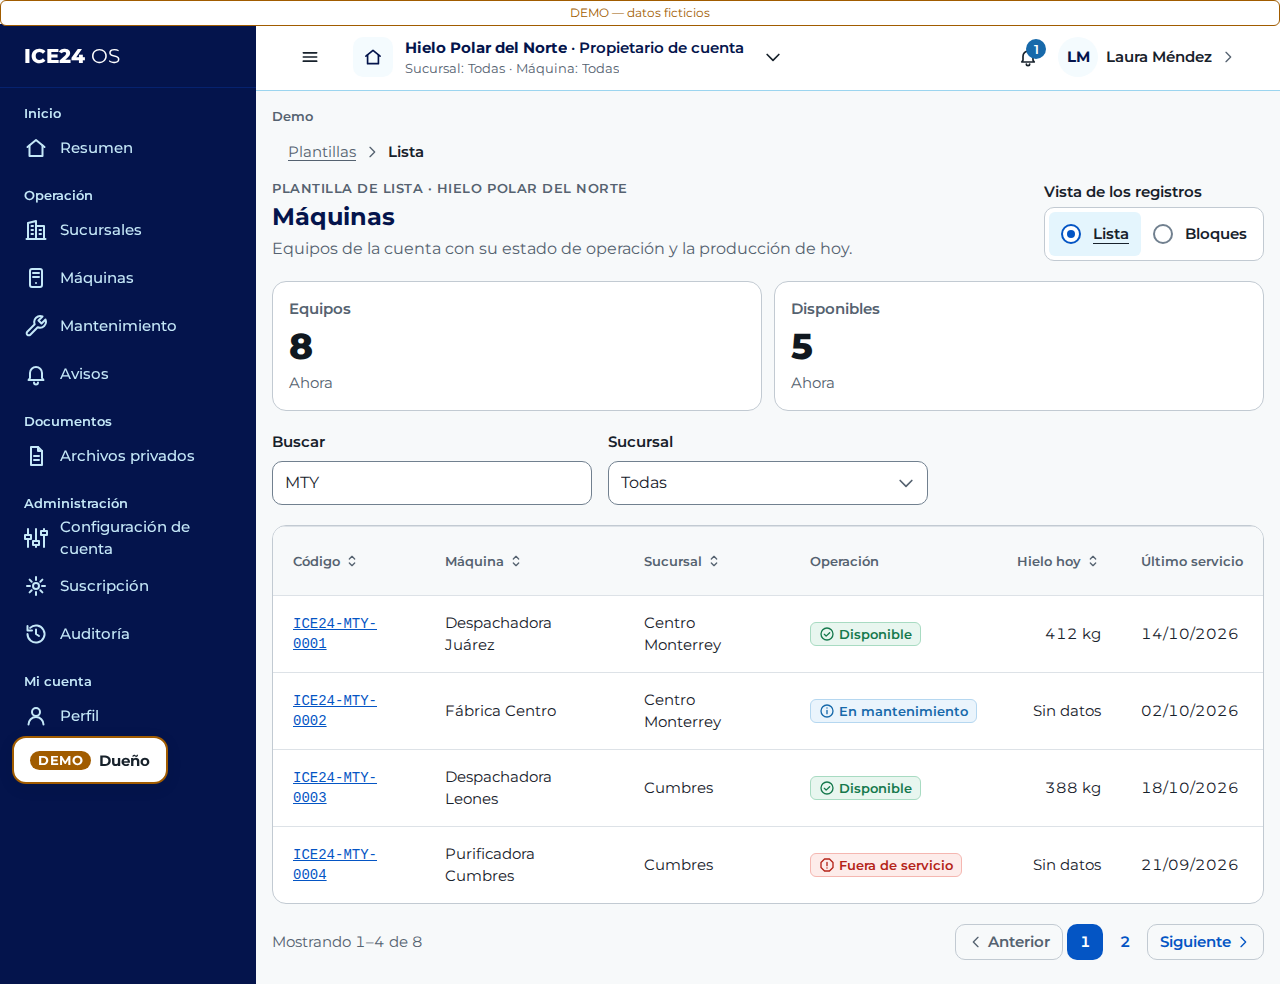 DEMO — datos ficticios
ICE24 OS
Hielo Polar del Norte · Propietario de cuenta
Sucursal: Todas · Máquina: Todas
1
LM
Laura Méndez
Inicio
Resumen
Operación
Sucursales
Máquinas
Mantenimiento
Avisos
Documentos
Archivos privados
Administración
Configuración de
cuenta
Suscripción
Auditoría
Mi cuenta
Perfil
DEMO Dueño
Demo
Plantillas > Lista
PLANTILLA DE LISTA · HIELO POLAR DEL NORTE
Máquinas
Equipos de la cuenta con su estado de operación y la producción de hoy.
Vista de los registros
Lista Bloques
Equipos
8
Ahora
Disponibles
5
Ahora
Buscar
MTY
Sucursal
Todas
Código Máquina Sucursal Operación Hielo hoy Último servicio
ICE24-MTY-
0001
Despachadora
Juárez
Centro
Monterrey
Disponible
412 kg
14/10/2026
ICE24-MTY-
0002
Fábrica Centro
Centro
Monterrey
En mantenimiento
Sin datos
02/10/2026
ICE24-MTY-
0003
Despachadora
Leones
Cumbres
Disponible
388 kg
18/10/2026
ICE24-MTY-
0004
Purificadora
Cumbres
Cumbres
Fuera de servicio
Sin datos
21/09/2026
Mostrando 1–4 de 8
Anterior 1 2 Siguiente